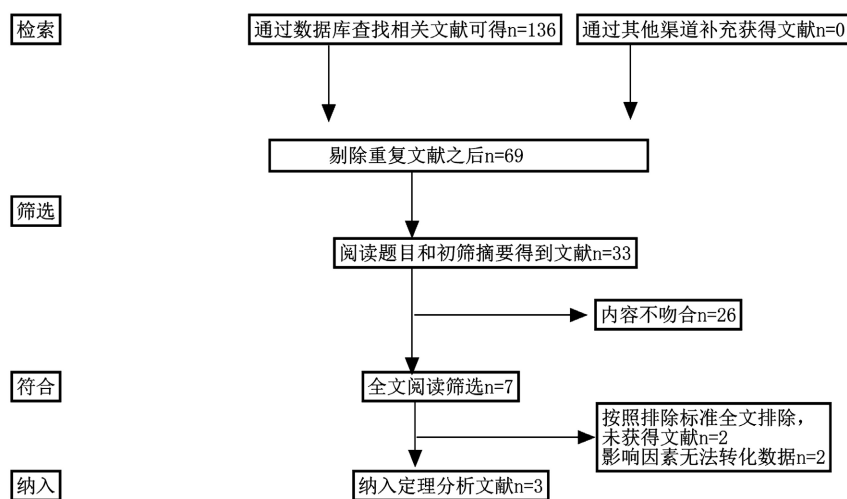 检索
通过数据库查找相关文献可得n=136
通过其他渠道补充获得文献n=0
剔除重复文献之后n=69
筛选
阅读题目和初筛摘要得到文献n=33
内容不吻合n=26
符合
全文阅读筛选n=7
按照排除标准全文排除，
未获得文献n=2
影响因素无法转化数据n=2
纳入
纳入定理分析文献n=3